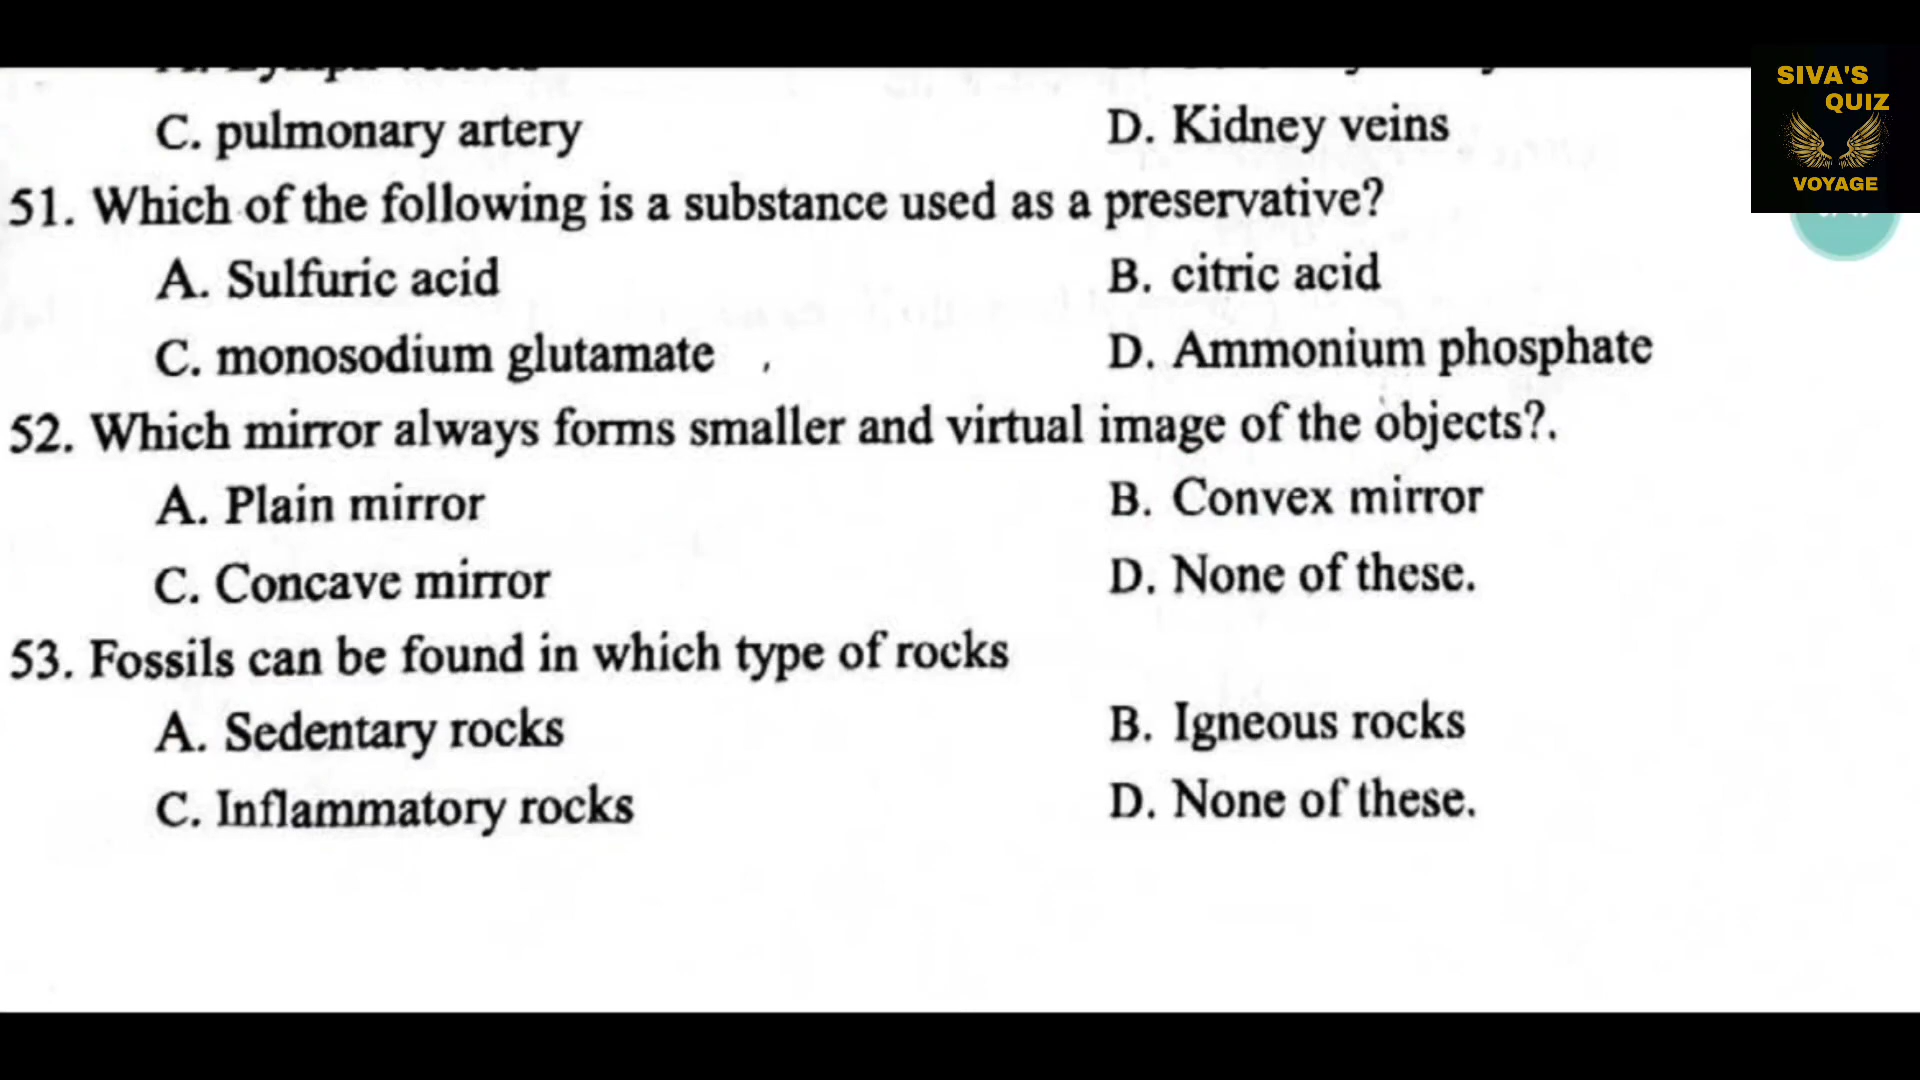 C. pulmonary artery D. Kidney veins
51. Which of the following is a substance used as a preservative?
A. Sulfuric acid B. citric acid
C. monosodium glutamate D. Ammonium phosphate
52. Which mirror always forms smaller and virtual image of the objects?.
A. Plain mirror B. Convex mirror
C. Concave mirror D. None of these.
53. Fossils can be found in which type of rocks
A. Sedentary rocks B. Igneous rocks
C. Inflammatory rocks D. None of these.
SIVA'S
QUIZ
VOYAGE